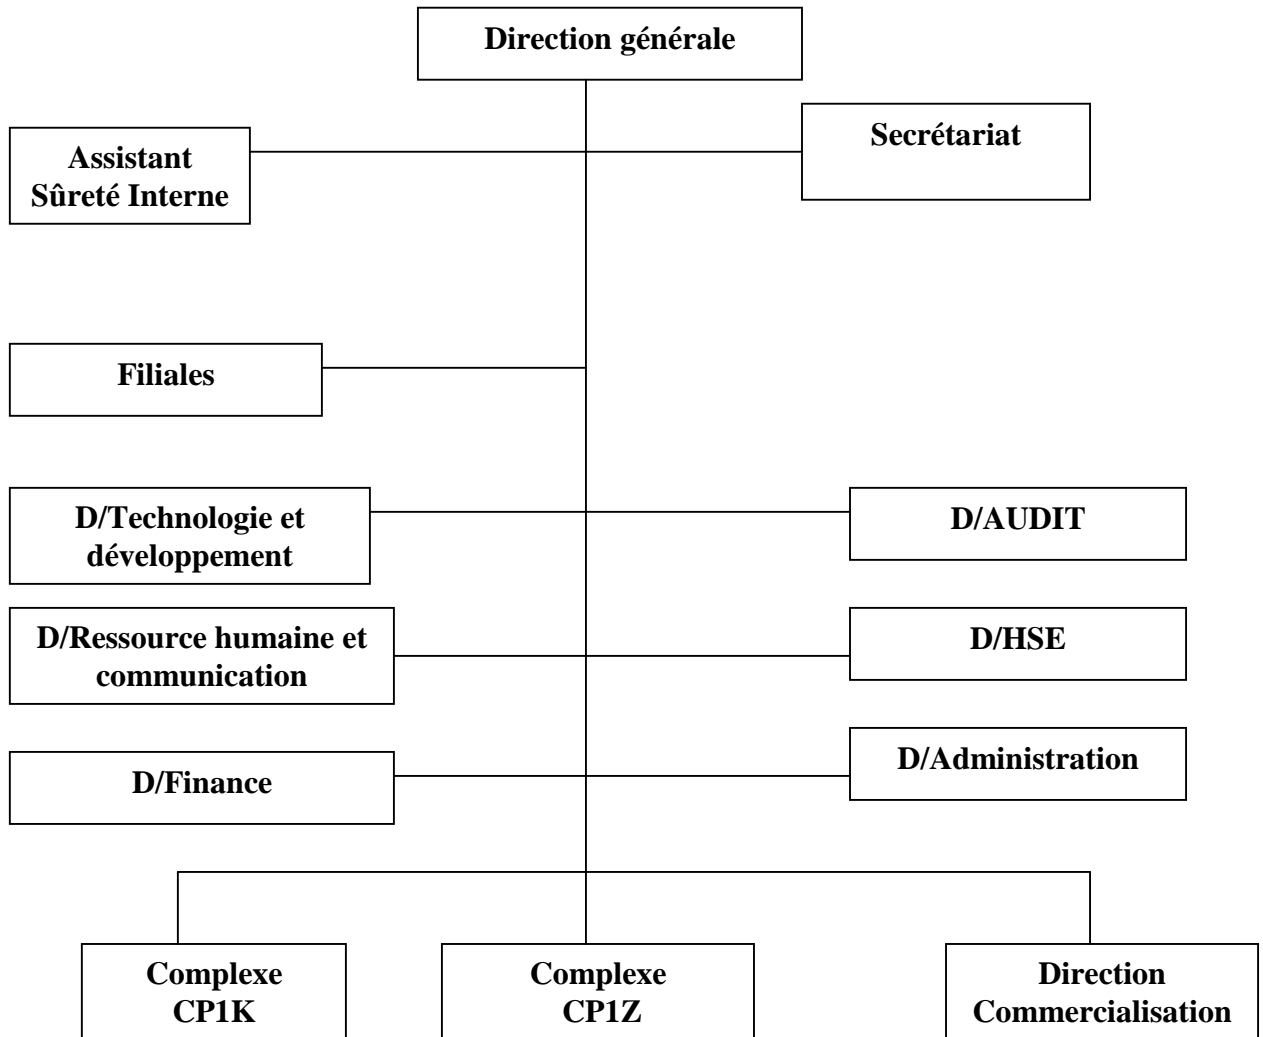 Direction générale
Secrétariat
Assistant
Sûreté Interne
Filiales
D/Technologie et
développement
D/AUDIT
D/Ressource humaine et
communication
D/HSE
D/Administration
D/Finance
Complexe
CP1K
Complexe
CP1Z
Direction
Commercialisation